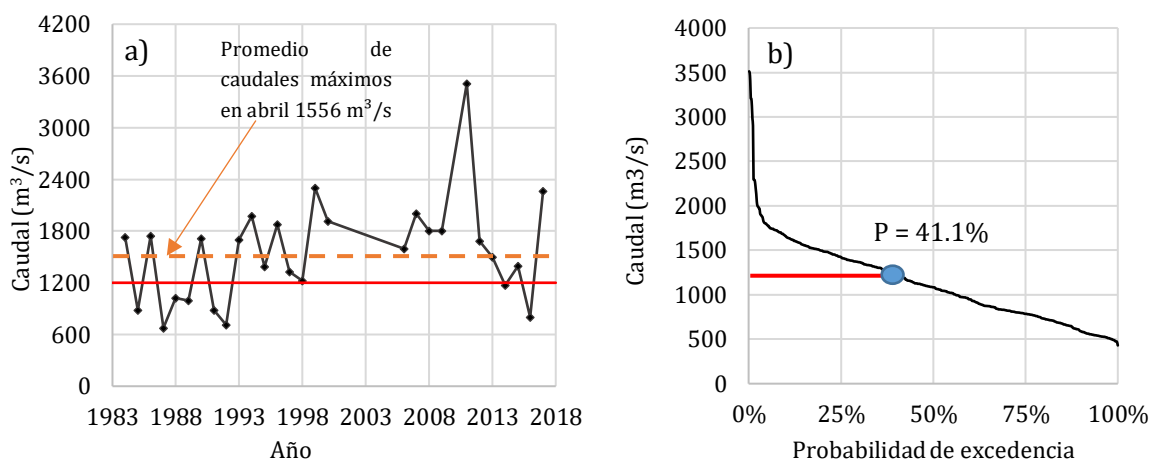 a)
Promedio de
caudales máximos
en abril 1556 m³/s
Caudal (m³/s)
4200
3600
3000
2400
1800
1200
600
0
1983 1988 1993 1998 2003 2008 2013 2018
Año
b)
P = 41.1%
Caudal (m3/s)
4000
3500
3000
2500
2000
1500
1000
500
0
0% 25% 50% 75% 100%
Probabilidad de excedencia